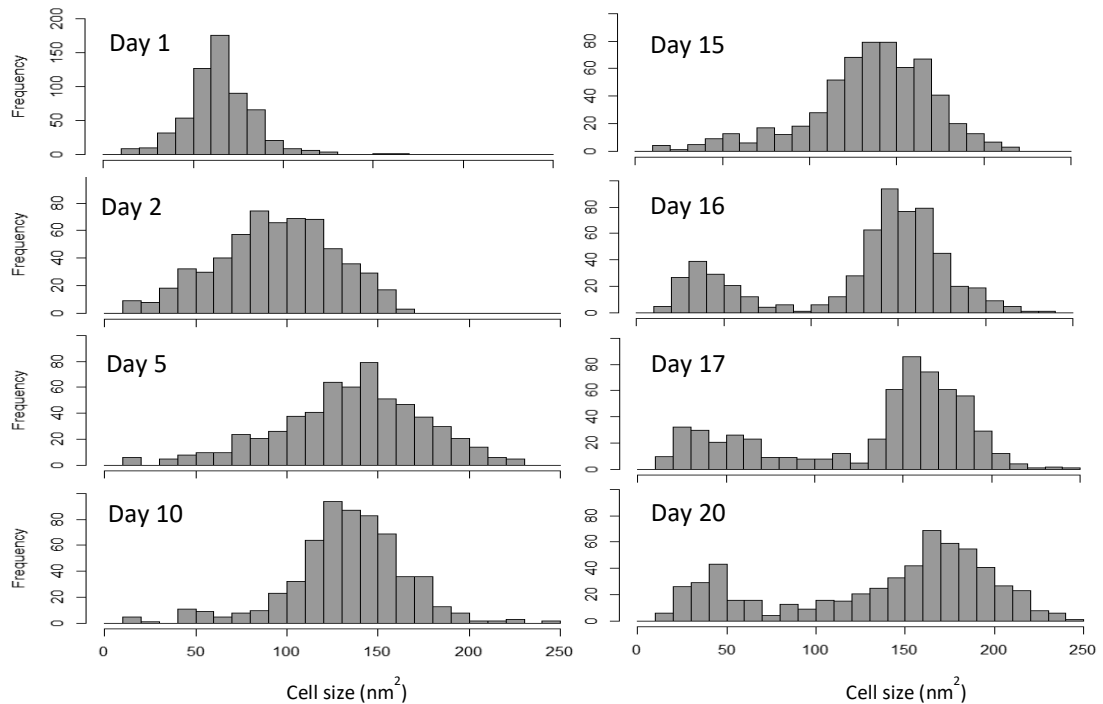 Day 1
Frequency
0 50 100 150 200
Day 2
Frequency
0 20 40 60 80
Day 5
Frequency
0 20 40 60 80
Day 10
Frequency
0 20 40 60 80
0 50 100 150 200 250
Cell size (nm²)
Day 15
0 20 40 60 80
Day 16
0 20 40 60 80
Day 17
0 20 40 60 80
Day 20
0 20 40 60 80
0 50 100 150 200 250
Cell size (nm²)